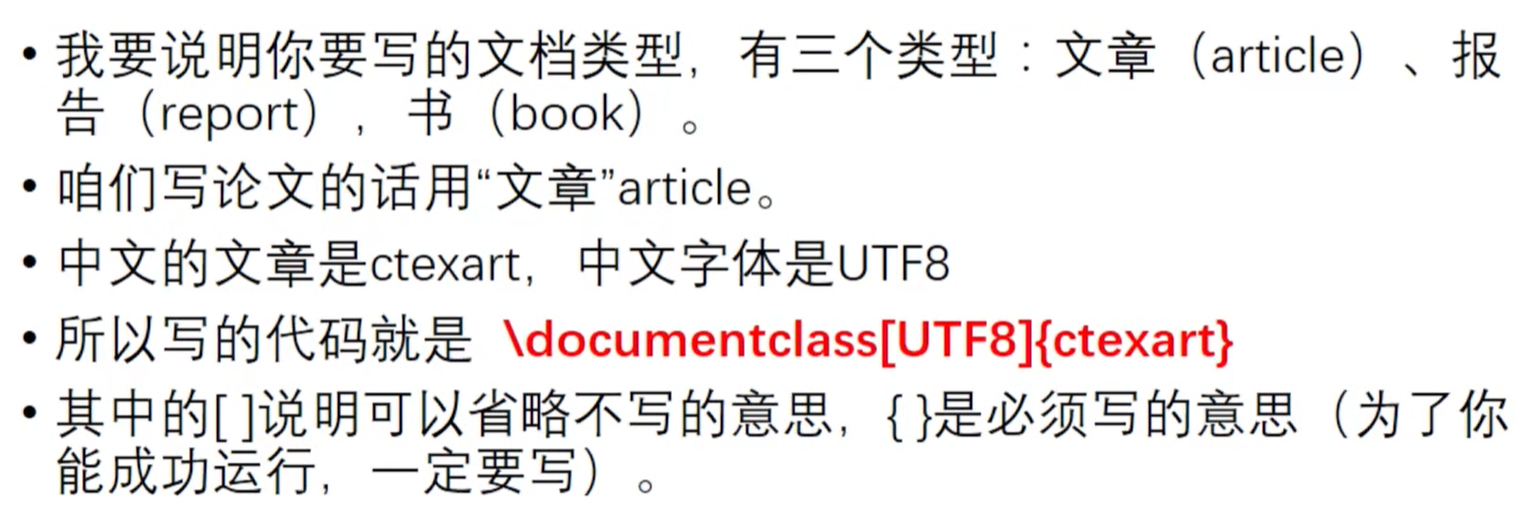 • 我要说明你要写的文档类型，有三个类型：文章（article）、报
告（report），书（book）。
• 咱们写论文的话用“文章”article。
• 中文的文章是ctexart，中文字体是UTF8
• 所以写的代码就是 \documentclass[UTF8]{ctexart}
• 其中的[ ]说明可以省略不写的意思，{ }是必须写的意思（为了你
能成功运行，一定要写）。